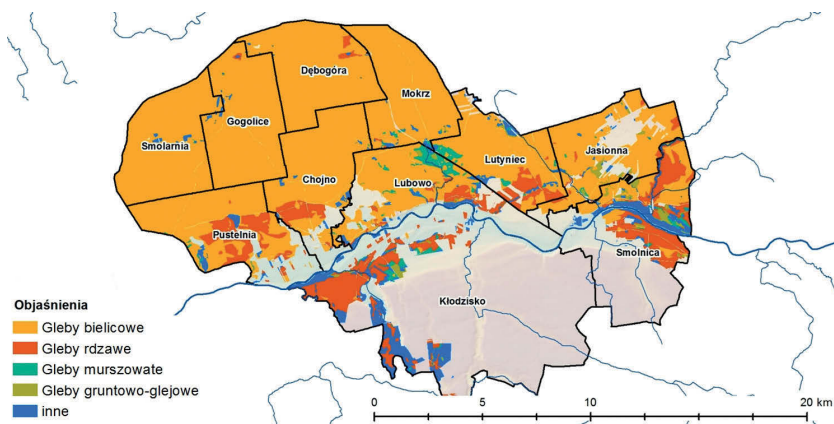 Dębogóra
Mokrz
Gogolice
Smolarnia
Jasionna
Lutyniec
Chojno
Lubowo
Pustelnia
Smolnica
Kłodzisko
Objaśnienia
Gleby bielicowe
Gleby rdzawe
Gleby murszowate
Gleby gruntowo-glejowe
inne
0 5 10 20 km